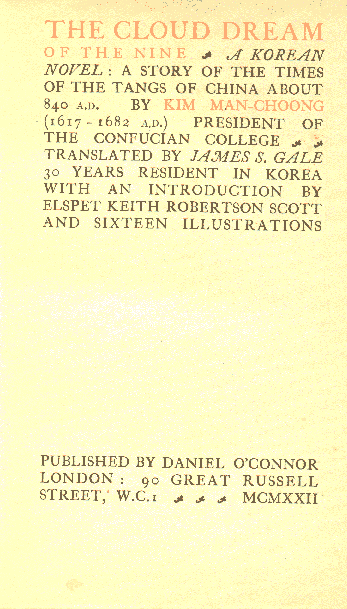 THE CLOUD DREAM
OF THE NINE A KOREAN
NOVEL : A STORY OF THE TIMES
OF THE TANGS OF CHINA ABOUT
840 A.D. BY KIM MAN-CHOONG
(1617-1682 A.D.) PRESIDENT OF
THE CONFUCIAN COLLEGE
TRANSLATED BY JAMES S. GALE
30 YEARS RESIDENT IN KOREA
WITH AN INTRODUCTION BY
ELSPET KEITH ROBERTSON SCOTT
AND SIXTEEN ILLUSTRATIONS
PUBLISHED BY DANIEL O'CONNOR
LONDON : 90 GREAT RUSSELL
STREET, W.C.1 MCMXXII